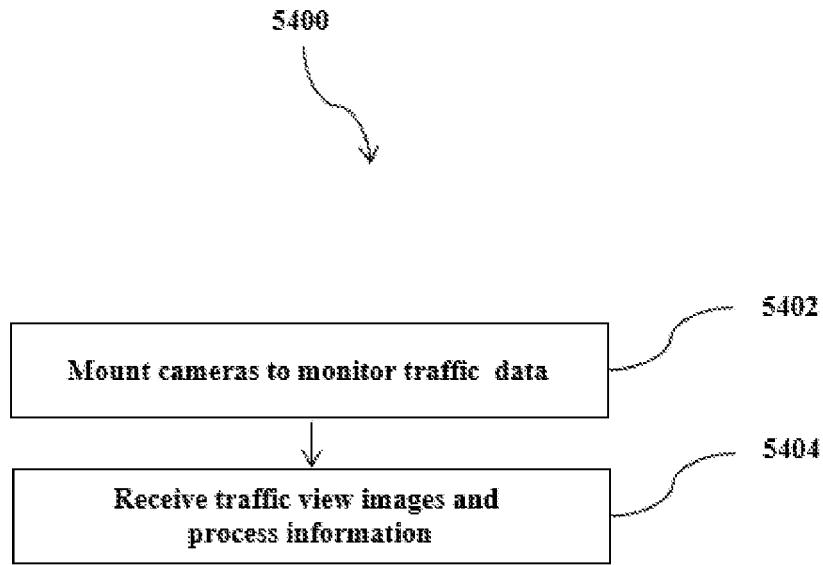 5400
5402
Mount cameras to monitor traffic data
5404
Receive traffic view images and
process information